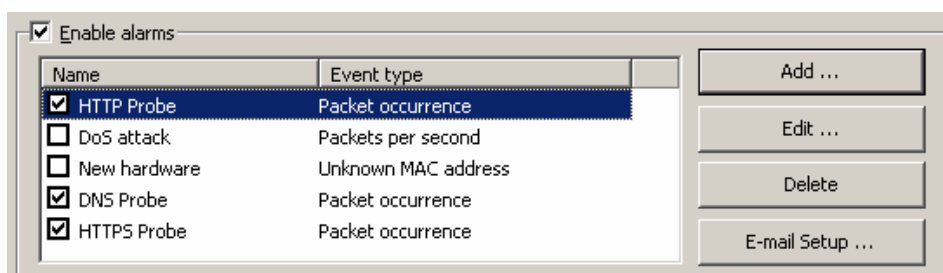 Enable alarms
Name Event type
HTTP Probe Packet occurrence
DoS attack Packets per second
New hardware Unknown MAC address
DNS Probe Packet occurrence
HTTPS Probe Packet occurrence
Add ...
Edit ...
Delete
E-mail Setup ...